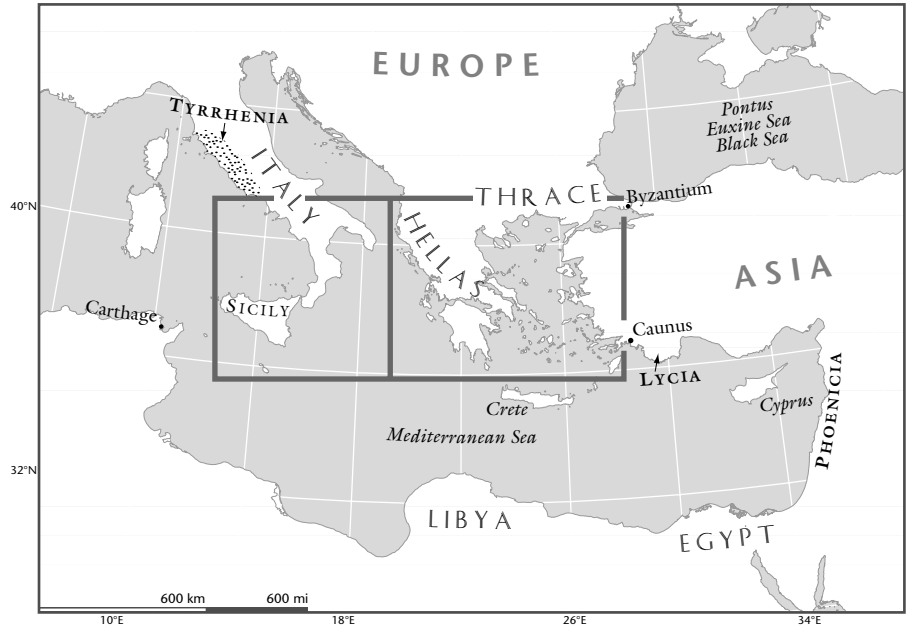 EUROPE
TYRRHENIA
Pontus
Euxine Sea
Black Sea
ITALY
THRACE
Byzantium
40°N
HELLAS
ASIA
SICILY
Carthage
Caunus
LYCIA
Crete
Cyprus
PHOENICIA
Mediterranean Sea
32°N
LIBYA
EGYPT
600 km
600 mi
10°E
18°E
26°E
34°E